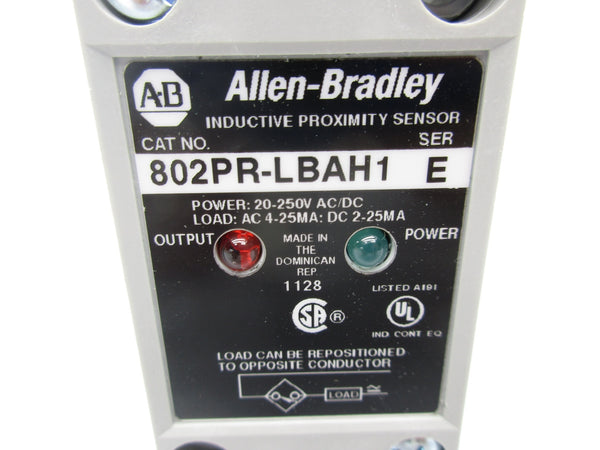 AB Allen-Bradley
INDUCTIVE PROXIMITY SENSOR
CAT NO. SER
802PR-LBAH1 E
POWER: 20-250V AC/DC
LOAD: AC 4-25MA: DC 2-25MA
OUTPUT POWER
MADE IN
THE
DOMINICAN
REP
1128
LISTED A191
SA ®
UL
IND. CONT. EQ
LOAD CAN BE REPOSITIONED
TO OPPOSITE CONDUCTOR
LOAD